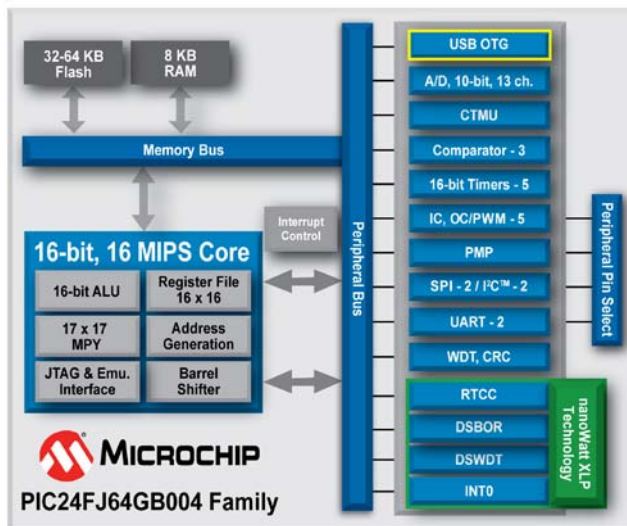 32-64 KB
Flash
8 KB
RAM
Memory Bus
Interrupt
Control
16-bit, 16 MIPS Core
16-bit ALU
Register File
16 x 16
17 x 17
MPY
Address
Generation
JTAG & Emu.
Interface
Barrel
Shifter
MICROCHIP
PIC24FJ64GB004 Family
Peripheral Bus
USB OTG
A/D, 10-bit, 13 ch.
CTMU
Comparator - 3
16-bit Timers - 5
IC, OC/PWM - 5
PMP
SPI - 2 / I²C™ - 2
UART - 2
WDT, CRC
RTCC
DSBOR
DSWDT
INT0
Peripheral Pin Select
nanoWatt XLP
Technology